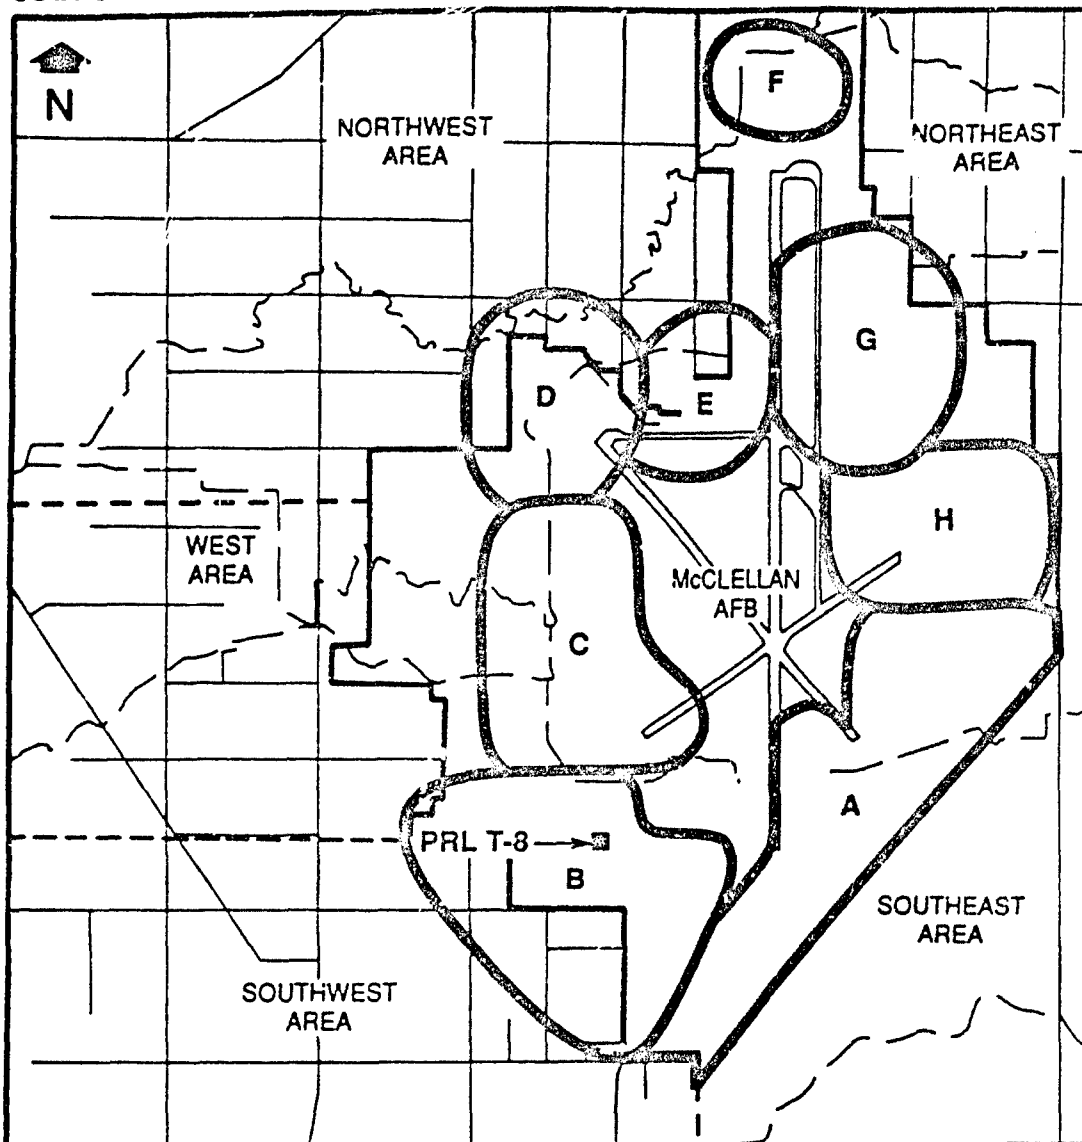 N
F
NORTHWEST
AREA
NORTHEAST
AREA
G
D
E
H
WEST
AREA
McCLELLAN
AFB
C
A
PRL T-8
B
SOUTHEAST
AREA
SOUTHWEST
AREA